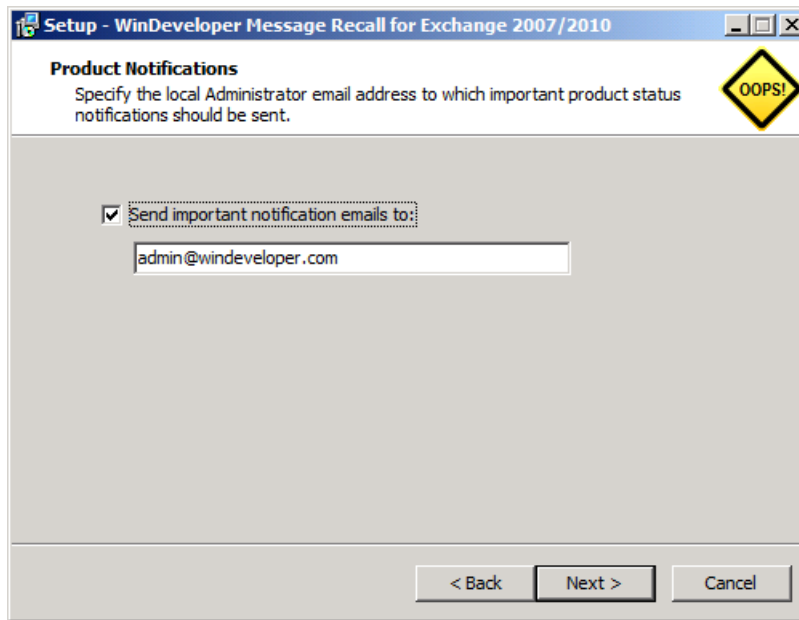 Setup - WinDeveloper Message Recall for Exchange 2007/2010
Product Notifications
Specify the local Administrator email address to which important product status
notifications should be sent.
OOPS!
Send important notification emails to:
admin@windeveloper.com
< Back
Next >
Cancel